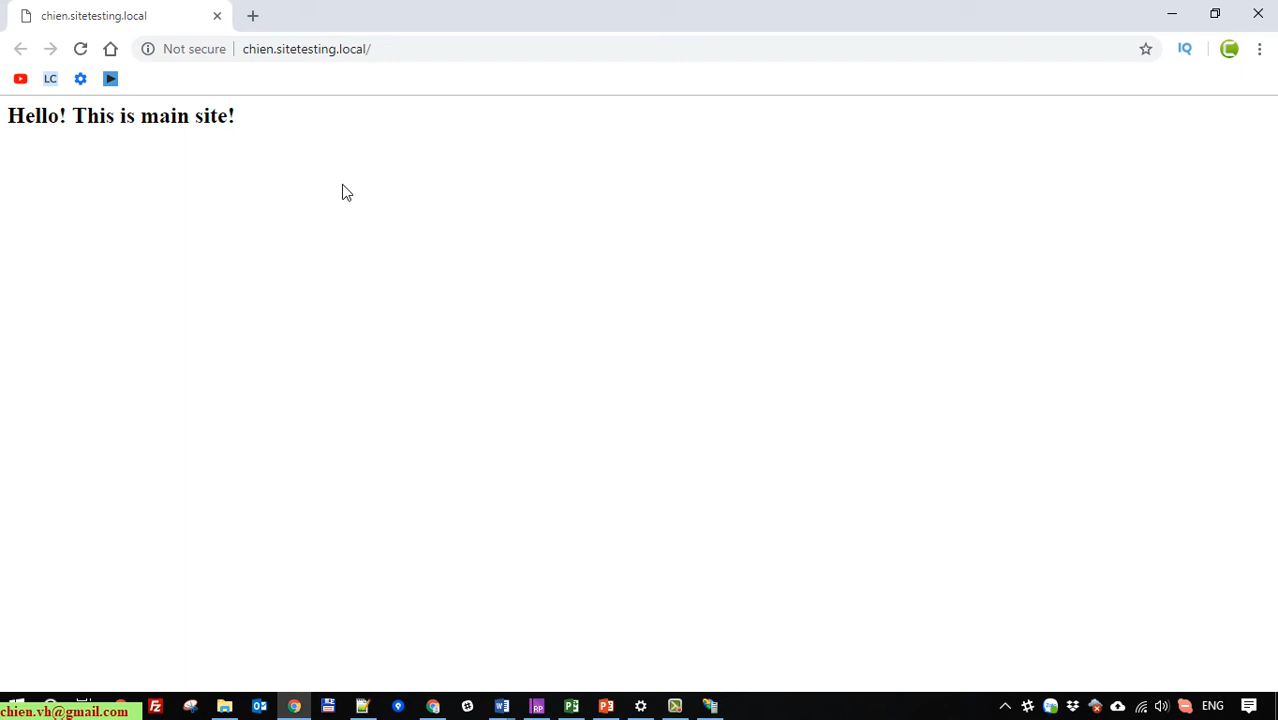 chien.sitetesting.local
Not secure
chien.sitetesting.local/
IQ
LC
Hello! This is main site!
ENG
chien.vh@gmail.com